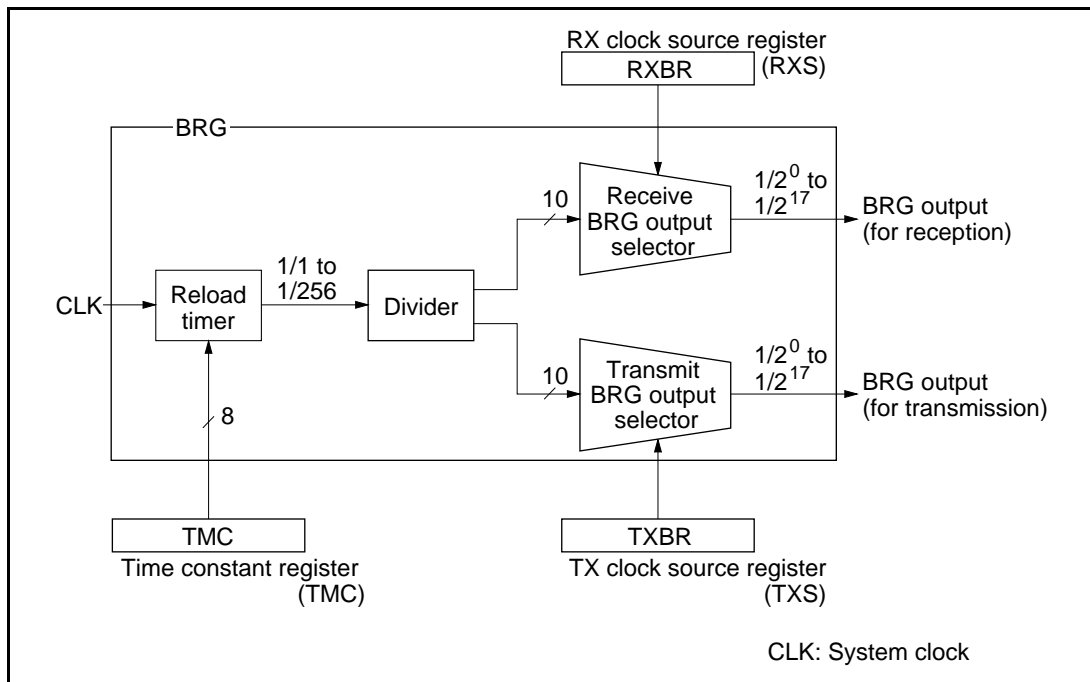 RX clock source register
(RXS)
RXBR
BRG
10
Receive
BRG output
selector
1/2^0 to
1/2^17
BRG output
(for reception)
CLK
Reload
timer
1/1 to
1/256
Divider
10
Transmit
BRG output
selector
1/2^0 to
1/2^17
BRG output
(for transmission)
8
TMC
Time constant register
(TMC)
TXBR
TX clock source register
(TXS)
CLK: System clock